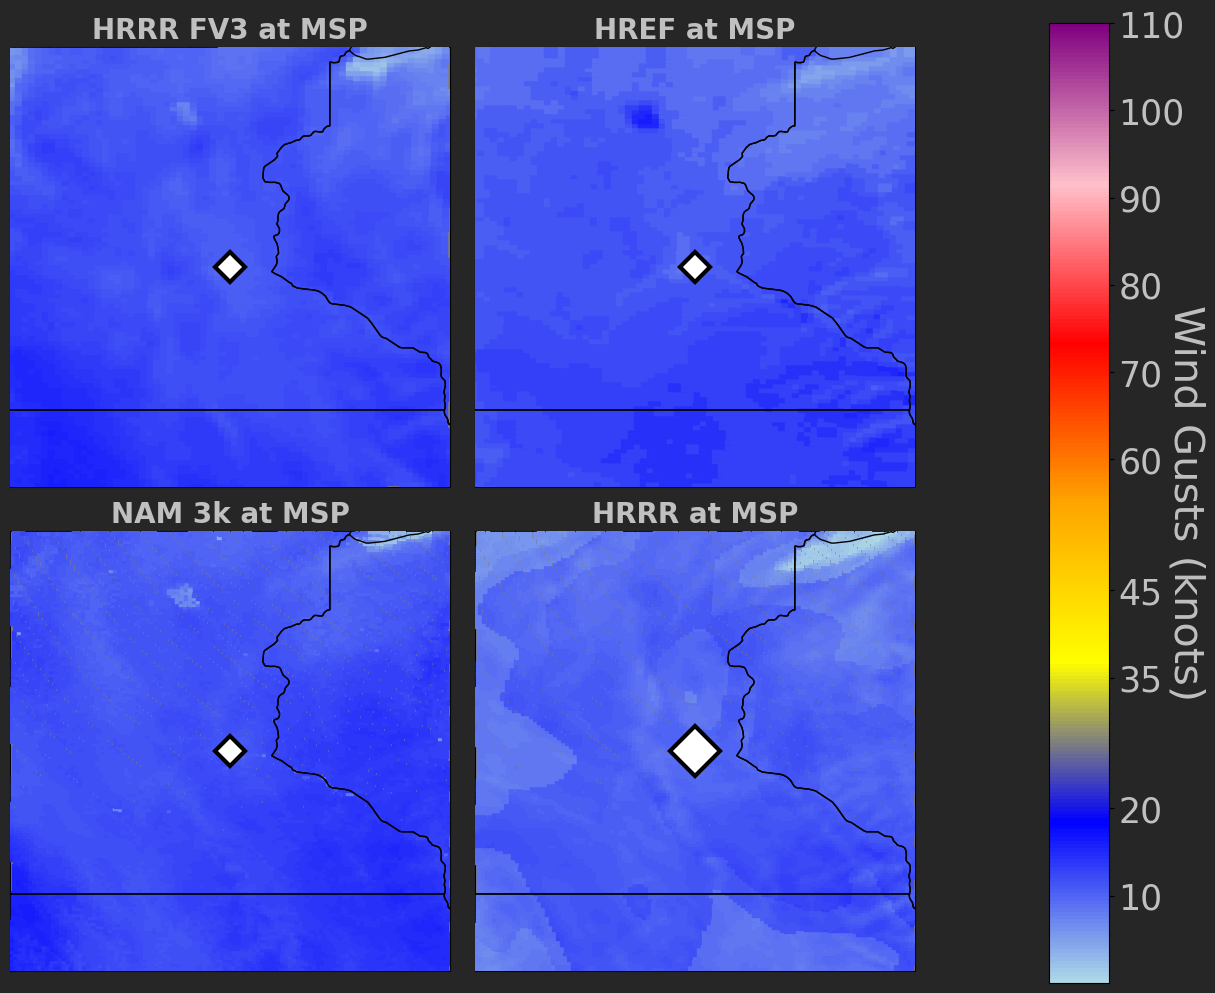 HRRR FV3 at MSP
HREF at MSP
NAM 3k at MSP
HRRR at MSP
110
100
90
80
70
60
45
35
20
10
Wind Gusts (knots)